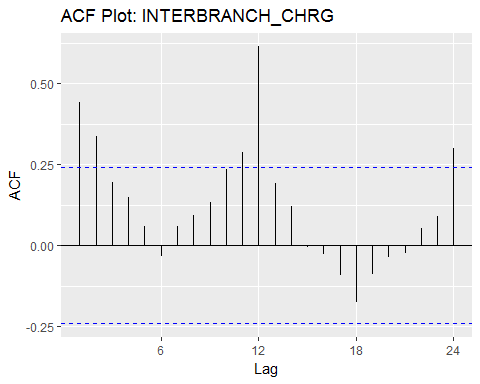 ACF Plot: INTERBRANCH_CHRG
0.50
0.25
0.00
-0.25
ACF
6 12 18 24
Lag